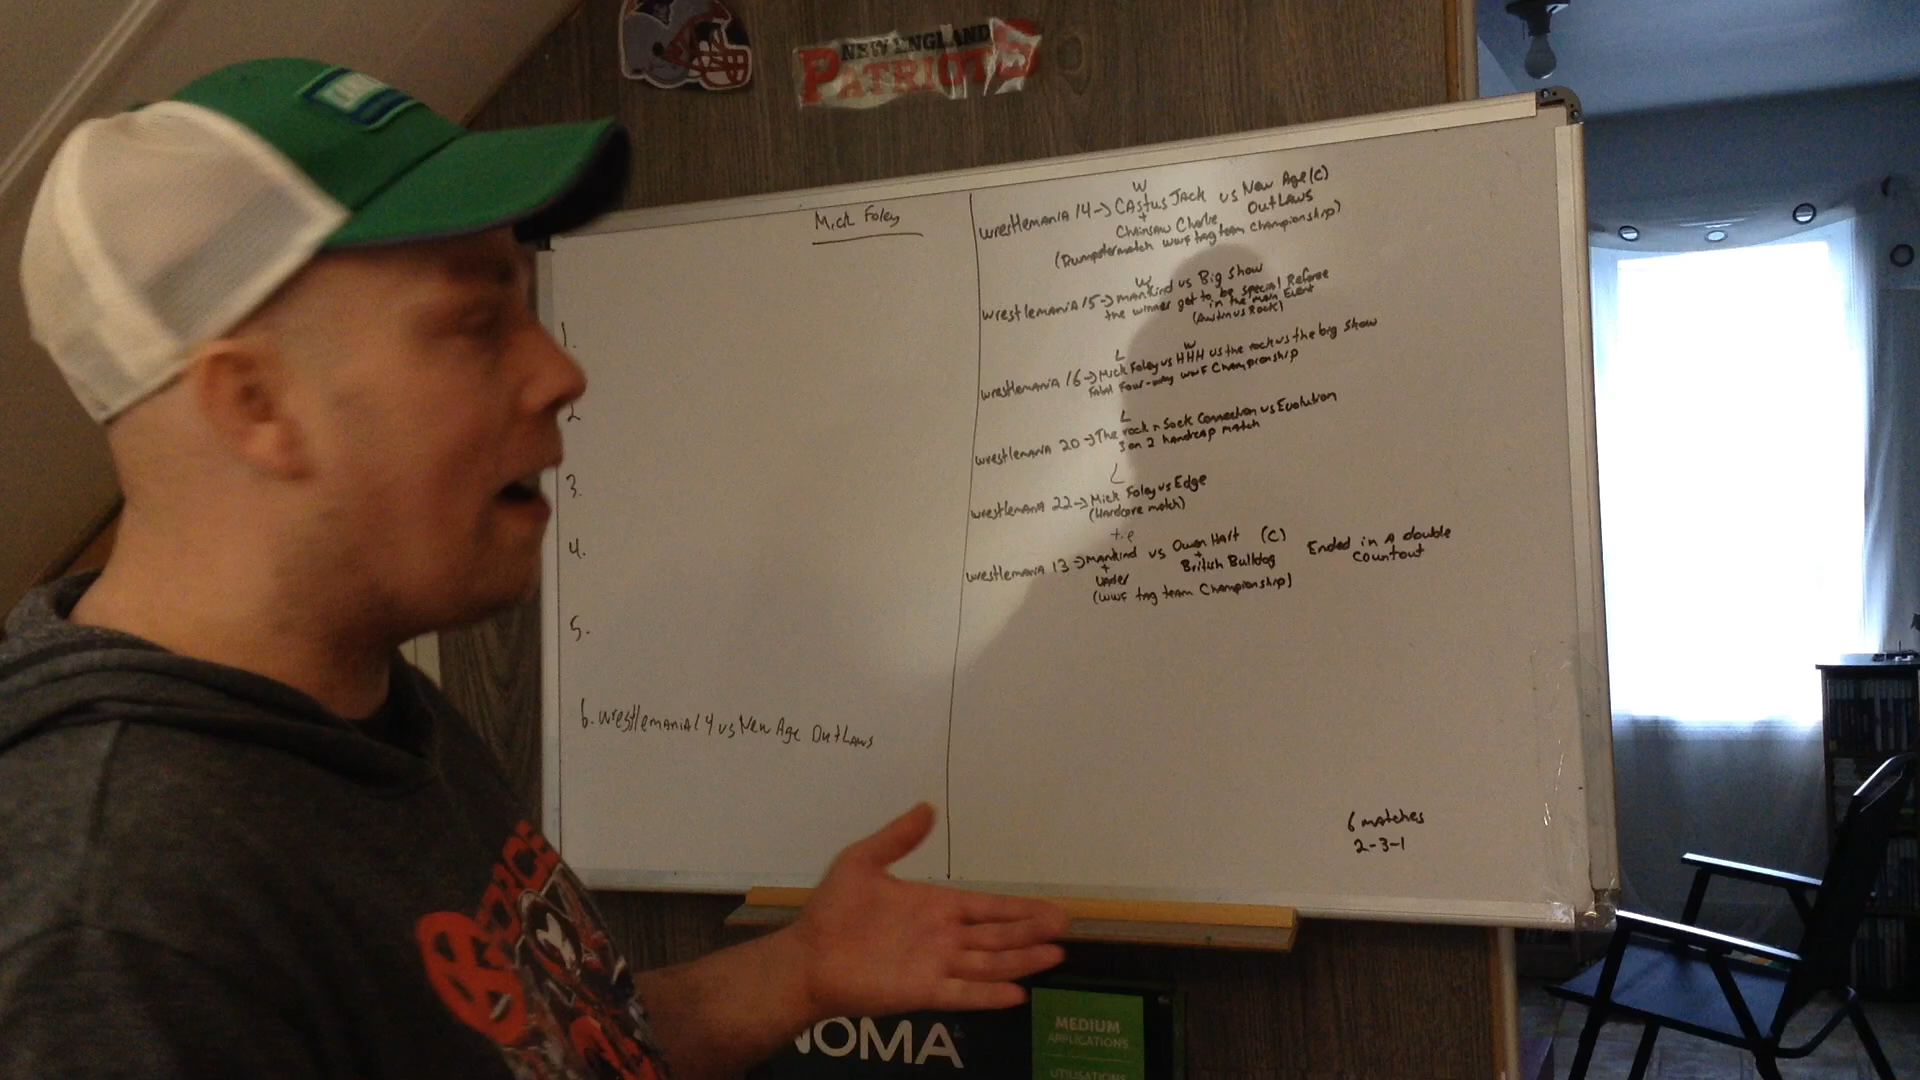 NEW ENGLAND
PATRIOTS
Mick Foley
1.
2
3.
4.
5.
6. Wrestlemania 14 vs New Age OutLaws
W
Wrestlemania 14 -> CAStus JAck vs New Age (C)
+
Chainsaw Charlie OutLaws
(Dumpstermatch WWF tag team Championship)
W
Wrestlemania 15 -> Mankind vs Big Show
the winner get to be special Referee
in the main Event
(Austin vs Rock)
L W
Wrestlemania 16 -> Mick Foley vs HHH vs the rock vs the big show
Fatal Four-way WWF Championship
L
Wrestlemania 20 -> The rock n Sock Connection vs Evolution
3 on 2 handicap match
L
Wrestlemania 22 -> Mick Foley vs Edge
(Hardcore match)
tie
Wrestlemania 13 -> Mankind vs Owen Hart (C) Ended in A double
+ + Countout
Vader British Bulldog
(WWF tag team Championship)
6 matches
2-3-1
NOMA
MEDIUM
APPLICATIONS
UTILISATIONS